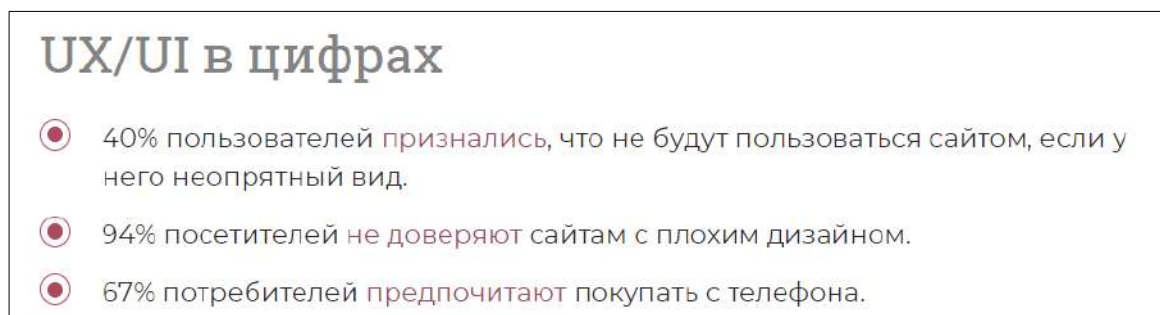 UX/UI в цифрах
40% пользователей признались, что не будут пользоваться сайтом, если у
него неопрятный вид.
94% посетителей не доверяют сайтам с плохим дизайном.
67% потребителей предпочитают покупать с телефона.